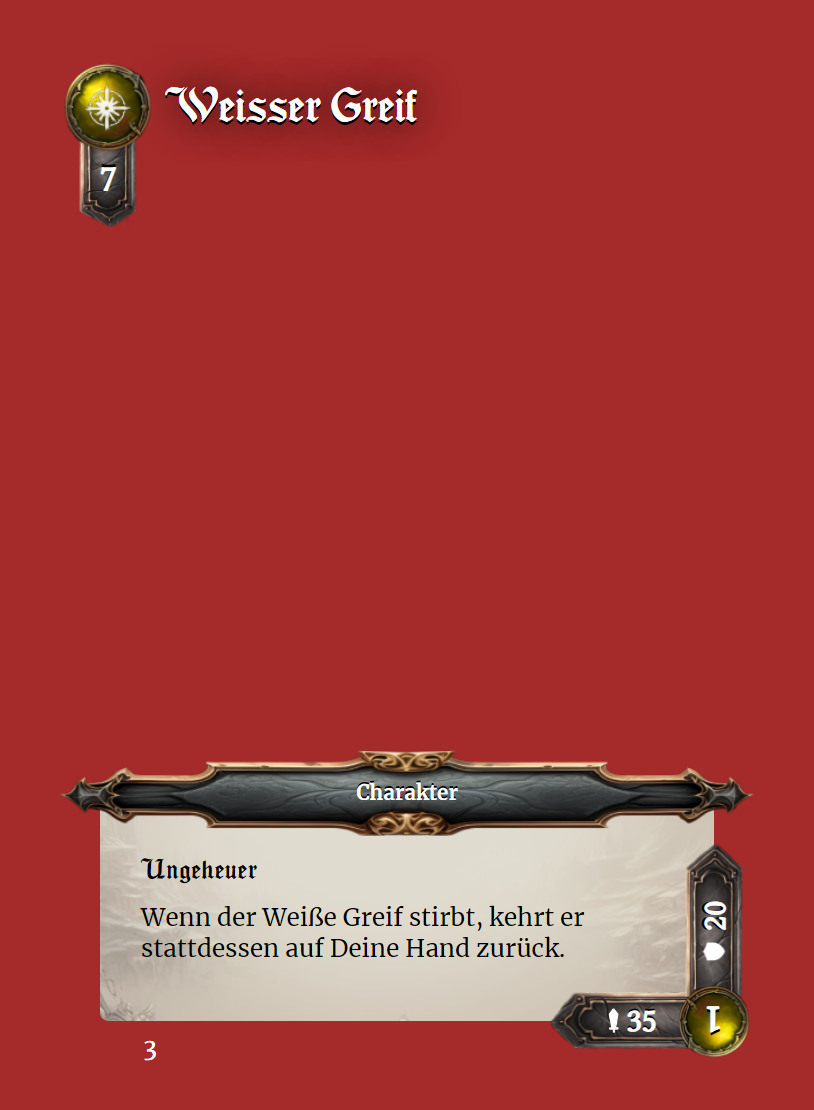 Weisser Greif
7
Charakter
Ungeheuer
Wenn der Weiße Greif stirbt, kehrt er
stattdessen auf Deine Hand zurück.
20
35
1
3